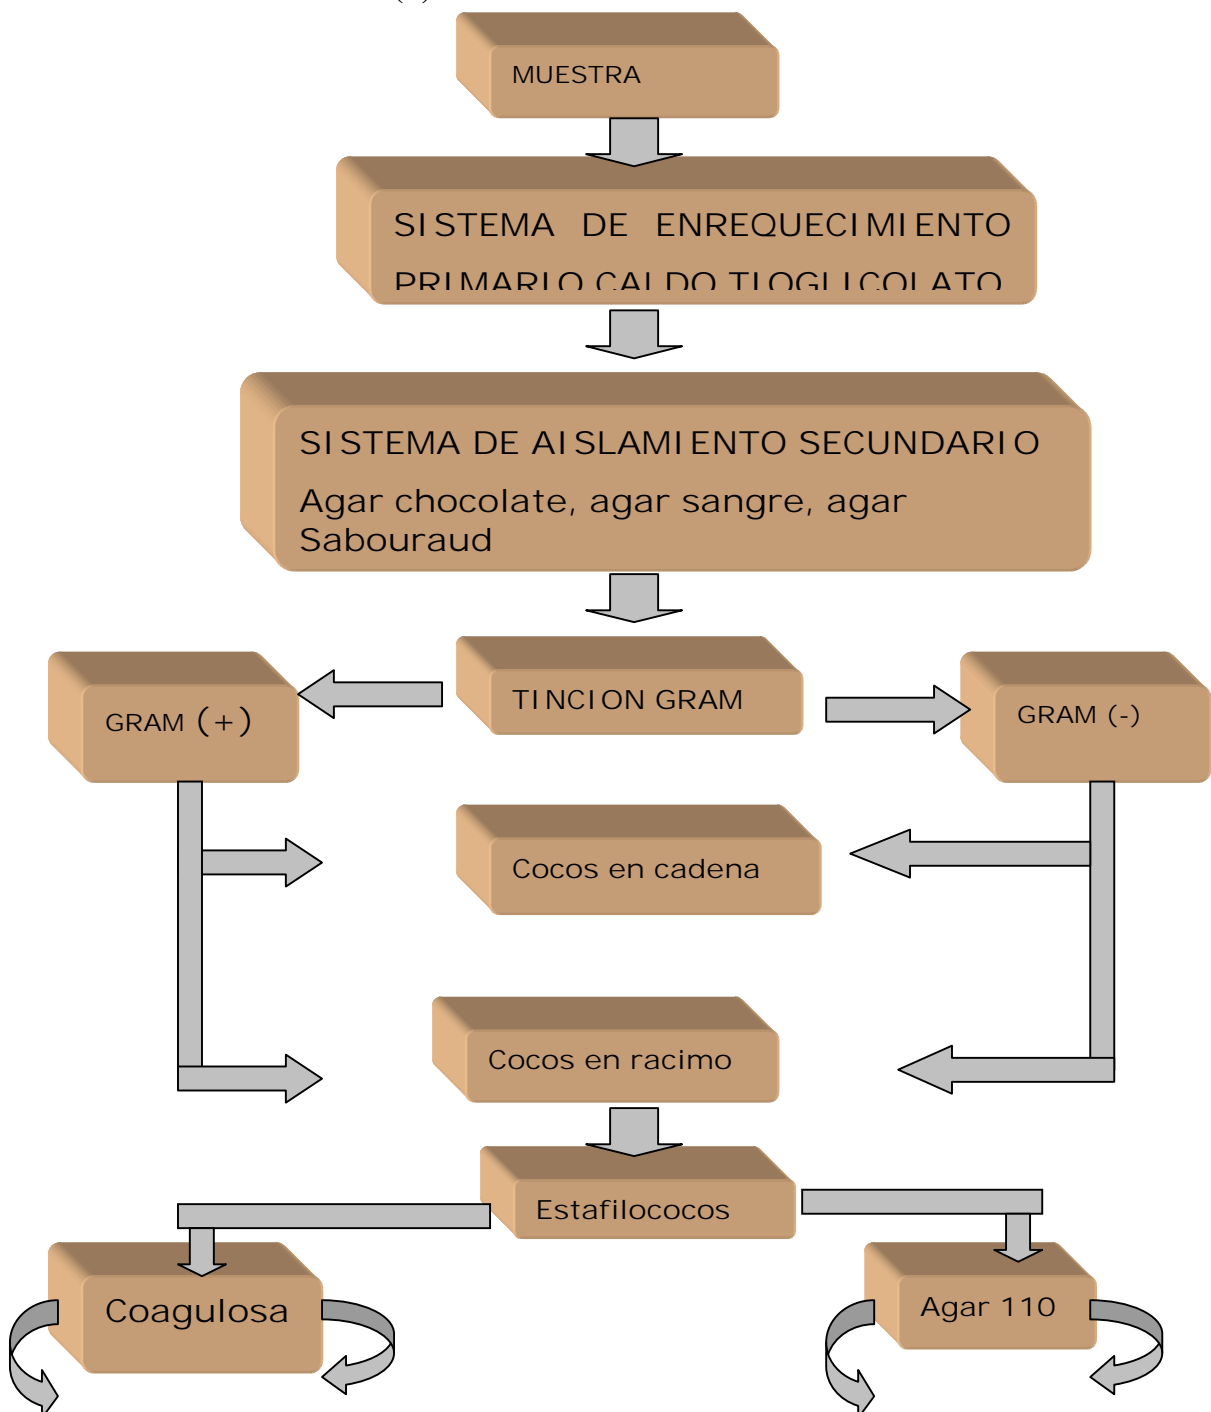 MUESTRA
SISTEMA DE ENREQUECIMIENTO
PRIMARIO CALDO TIOGLICOLATO
SISTEMA DE AISLAMIENTO SECUNDARIO
Agar chocolate, agar sangre, agar
Sabouraud
TINCION GRAM
GRAM (+)
GRAM (-)
Cocos en cadena
Cocos en racimo
Estafilococos
Coagulosa
Agar 110